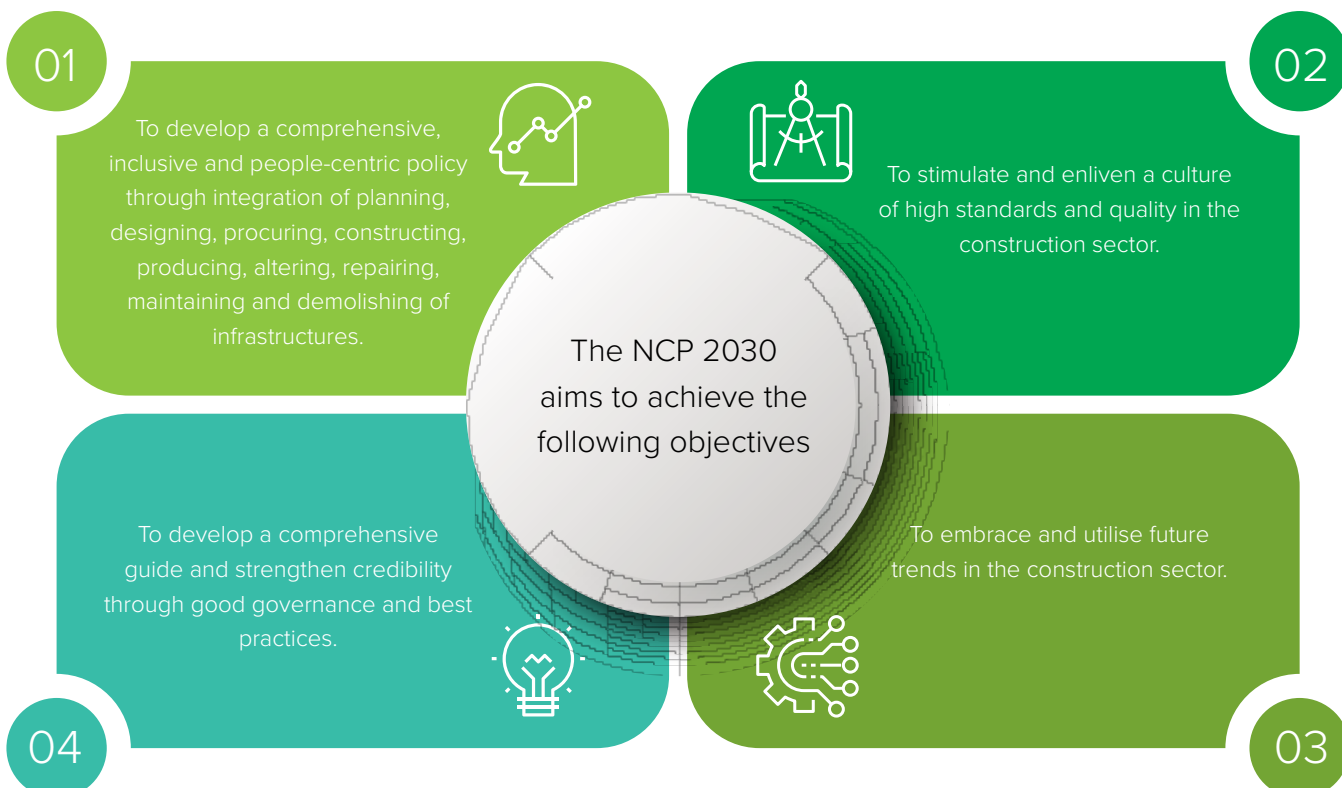 The NCP 2030
aims to achieve the
following objectives
01
To develop a comprehensive,
inclusive and people-centric policy
through integration of planning,
designing, procuring, constructing,
producing, altering, repairing,
maintaining and demolishing of
infrastructures.
02
To stimulate and enliven a culture
of high standards and quality in the
construction sector.
03
To embrace and utilise future
trends in the construction sector.
04
To develop a comprehensive
guide and strengthen credibility
through good governance and best
practices.